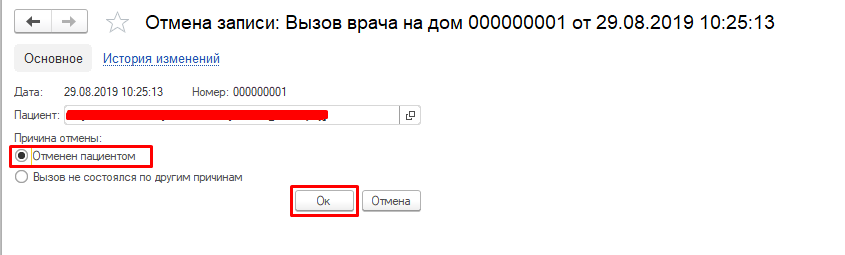 Отмена записи: Вызов врача на дом 000000001 от 29.08.2019 10:25:13
Основное История изменений
Дата: 29.08.2019 10:25:13 Номер: 000000001
Пациент:
Причина отмены:
Отменен пациентом
Вызов не состоялся по другим причинам
Ок Отмена